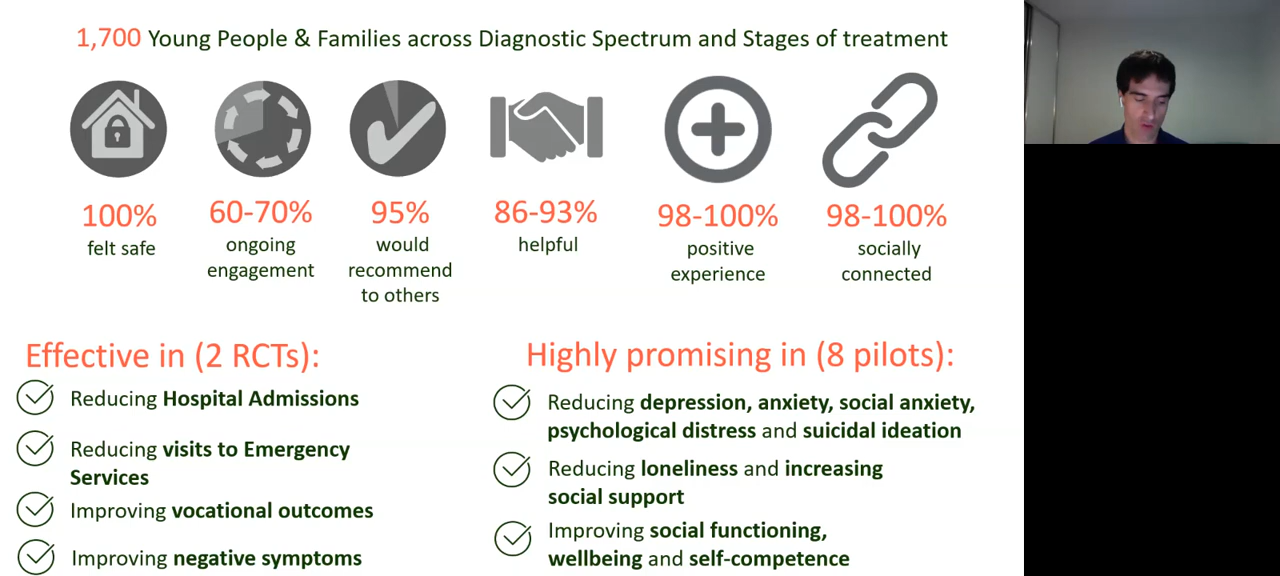 1,700 Young People & Families across Diagnostic Spectrum and Stages of treatment
100%
felt safe
60-70%
ongoing
engagement
95%
would
recommend
to others
86-93%
helpful
98-100%
positive
experience
98-100%
socially
connected
Effective in (2 RCTs):
Reducing Hospital Admissions
Reducing visits to Emergency
Services
Improving vocational outcomes
Improving negative symptoms
Highly promising in (8 pilots):
Reducing depression, anxiety, social anxiety,
psychological distress and suicidal ideation
Reducing loneliness and increasing
social support
Improving social functioning,
wellbeing and self-competence